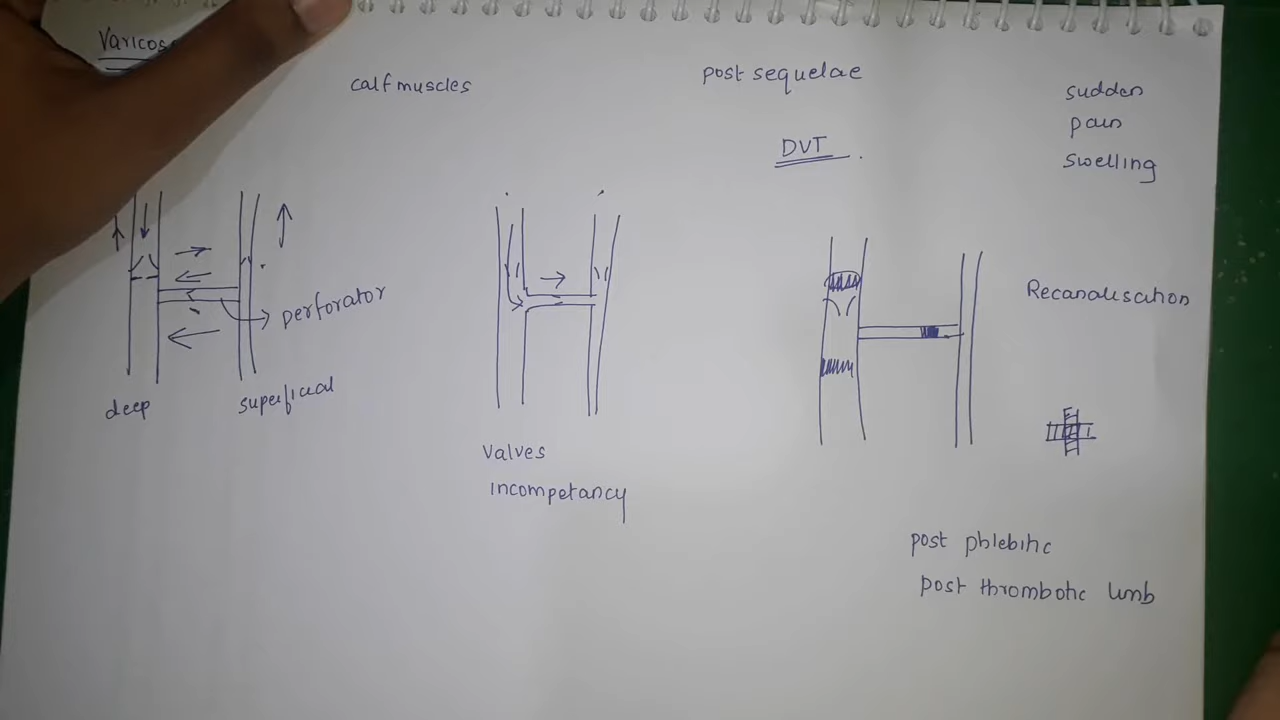 calf muscles
post sequelae
sudden
pain
swelling
DVT
perforator
deep
superficial
Recanalisation
valves
incompetancy
post phlebitic
post thrombotic limb